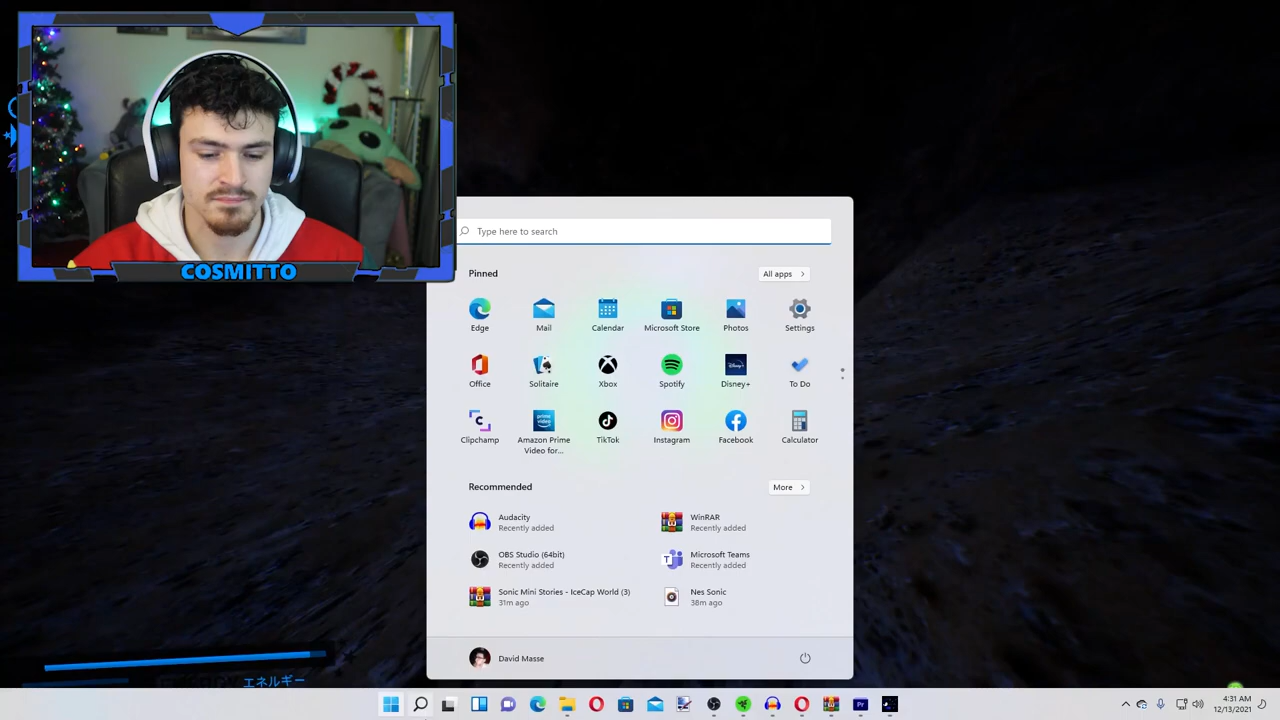 COSMITTO
Type here to search
Pinned
All apps
Edge
Mail
Calendar
Microsoft Store
Photos
Settings
Office
Solitaire
Xbox
Spotify
Disney+
To Do
Clipchamp
Amazon Prime
Video for...
TikTok
Instagram
Facebook
Calculator
Recommended
More
Audacity
Recently added
WinRAR
Recently added
OBS Studio (64bit)
Recently added
Microsoft Teams
Recently added
Sonic Mini Stories - IceCap World (3)
31m ago
Nes Sonic
38m ago
David Masse
ENERGY エネルギー
4:31 AM
12/13/2021